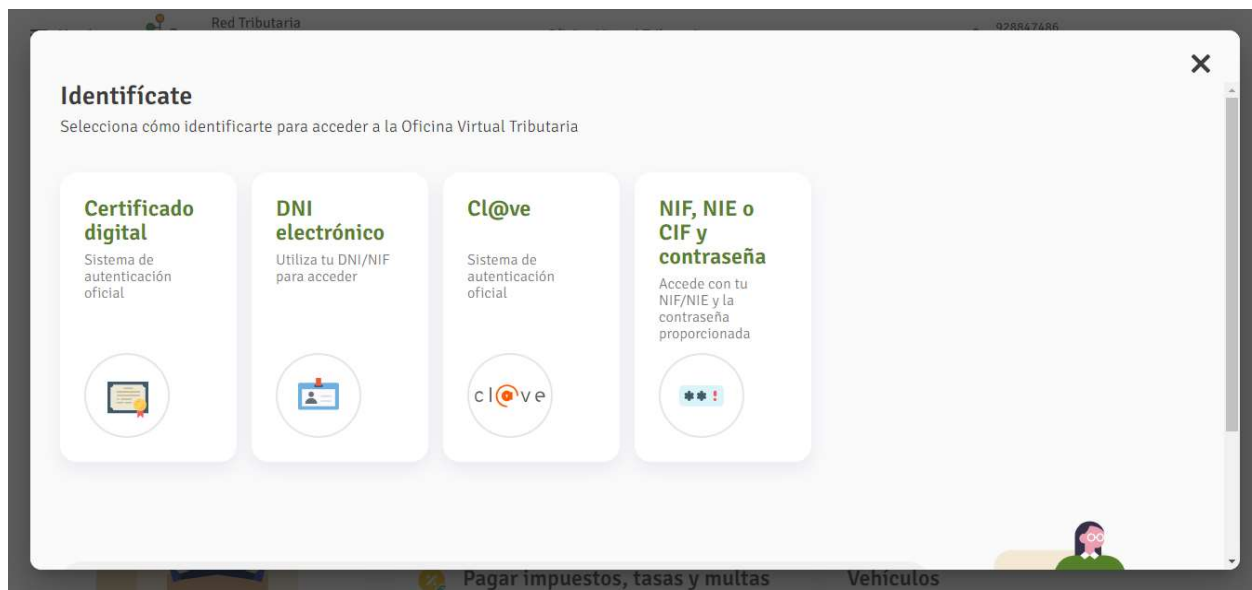 Red Tributaria
928847486
Identifícate
Selecciona cómo identificarte para acceder a la Oficina Virtual Tributaria
Certificado
digital
Sistema de
autenticación
oficial
DNI
electrónico
Utiliza tu DNI/NIF
para acceder
Cl@ve
Sistema de
autenticación
oficial
cl@ve
NIF, NIE o
CIF y
contraseña
Accede con tu
NIF/NIE y la
contraseña
proporcionada
**!
Pagar impuestos, tasas y multas
Vehículos